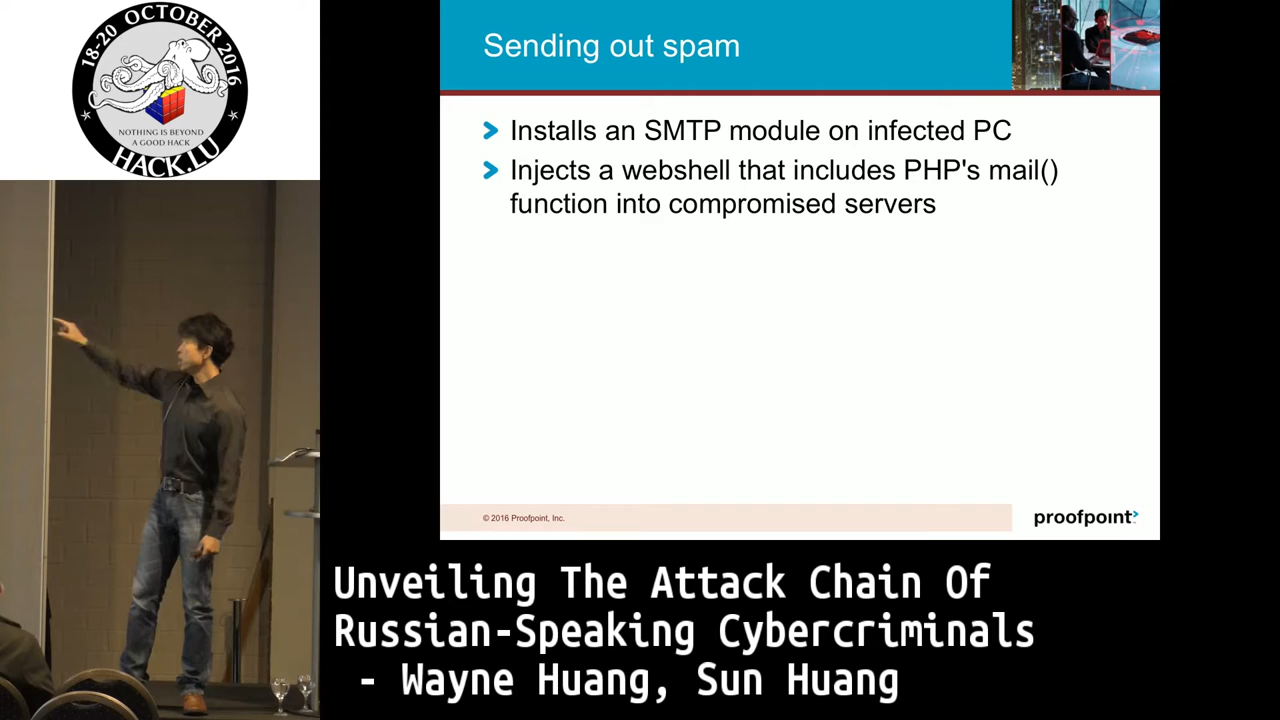 18-20 OCTOBER 2016
NOTHING IS BEYOND
A GOOD HACK
HACK.LU
Sending out spam
Installs an SMTP module on infected PC
Injects a webshell that includes PHP's mail()
function into compromised servers
© 2016 Proofpoint, Inc.
proofpoint
Unveiling The Attack Chain Of
Russian-Speaking Cybercriminals
- Wayne Huang, Sun Huang